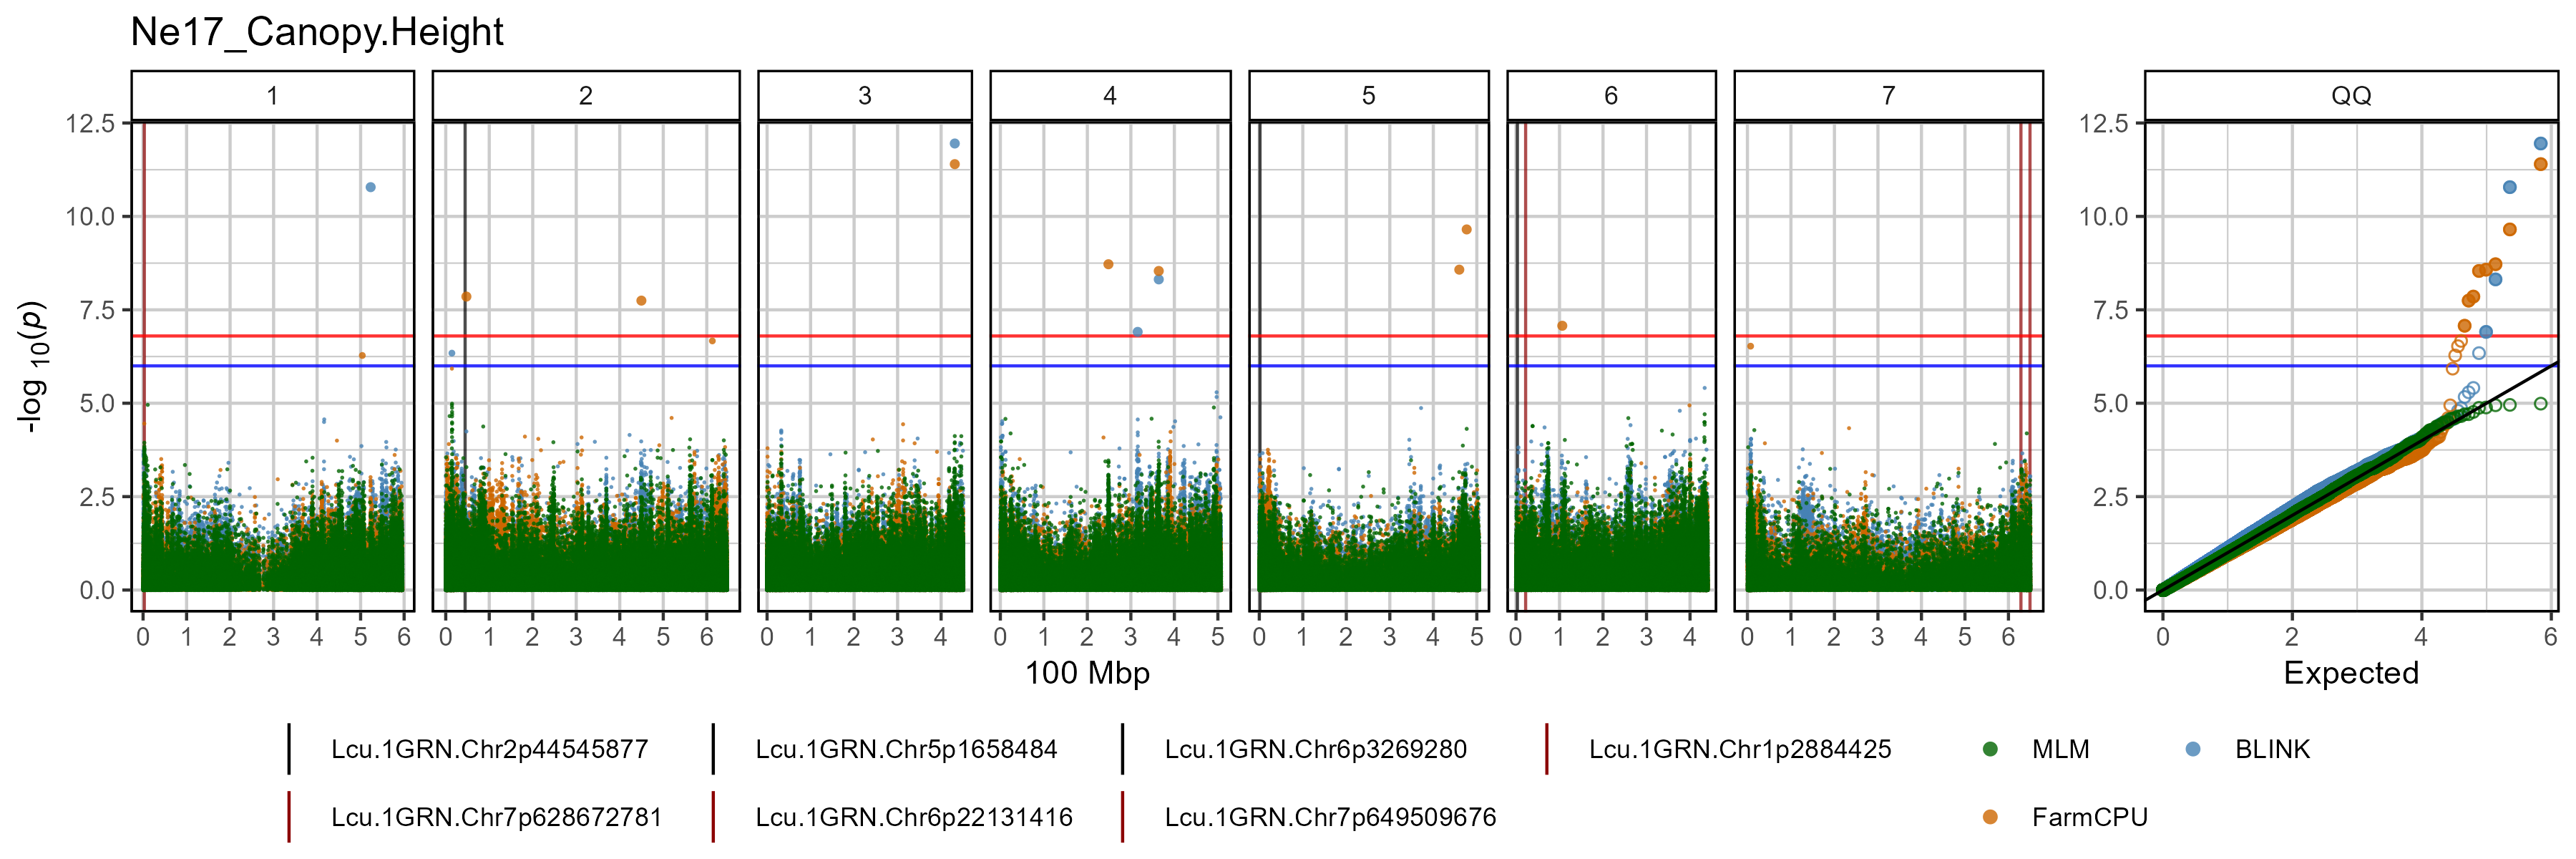 Ne17_Canopy.Height
1 2 3 4 5 6 7 QQ
12.5 12.5
10.0 10.0
7.5 7.5
5.0 5.0
2.5 2.5
0.0 0.0
-log 10(p)
0 1 2 3 4 5 6 0 1 2 3 4 5 6 0 1 2 3 4 0 1 2 3 4 5 0 1 2 3 4 5 0 1 2 3 4 0 1 2 3 4 5 6 0 2 4 6
100 Mbp Expected
Lcu.1GRN.Chr2p44545877 Lcu.1GRN.Chr5p1658484 Lcu.1GRN.Chr6p3269280 Lcu.1GRN.Chr1p2884425 MLM BLINK
Lcu.1GRN.Chr7p628672781 Lcu.1GRN.Chr6p22131416 Lcu.1GRN.Chr7p649509676 FarmCPU